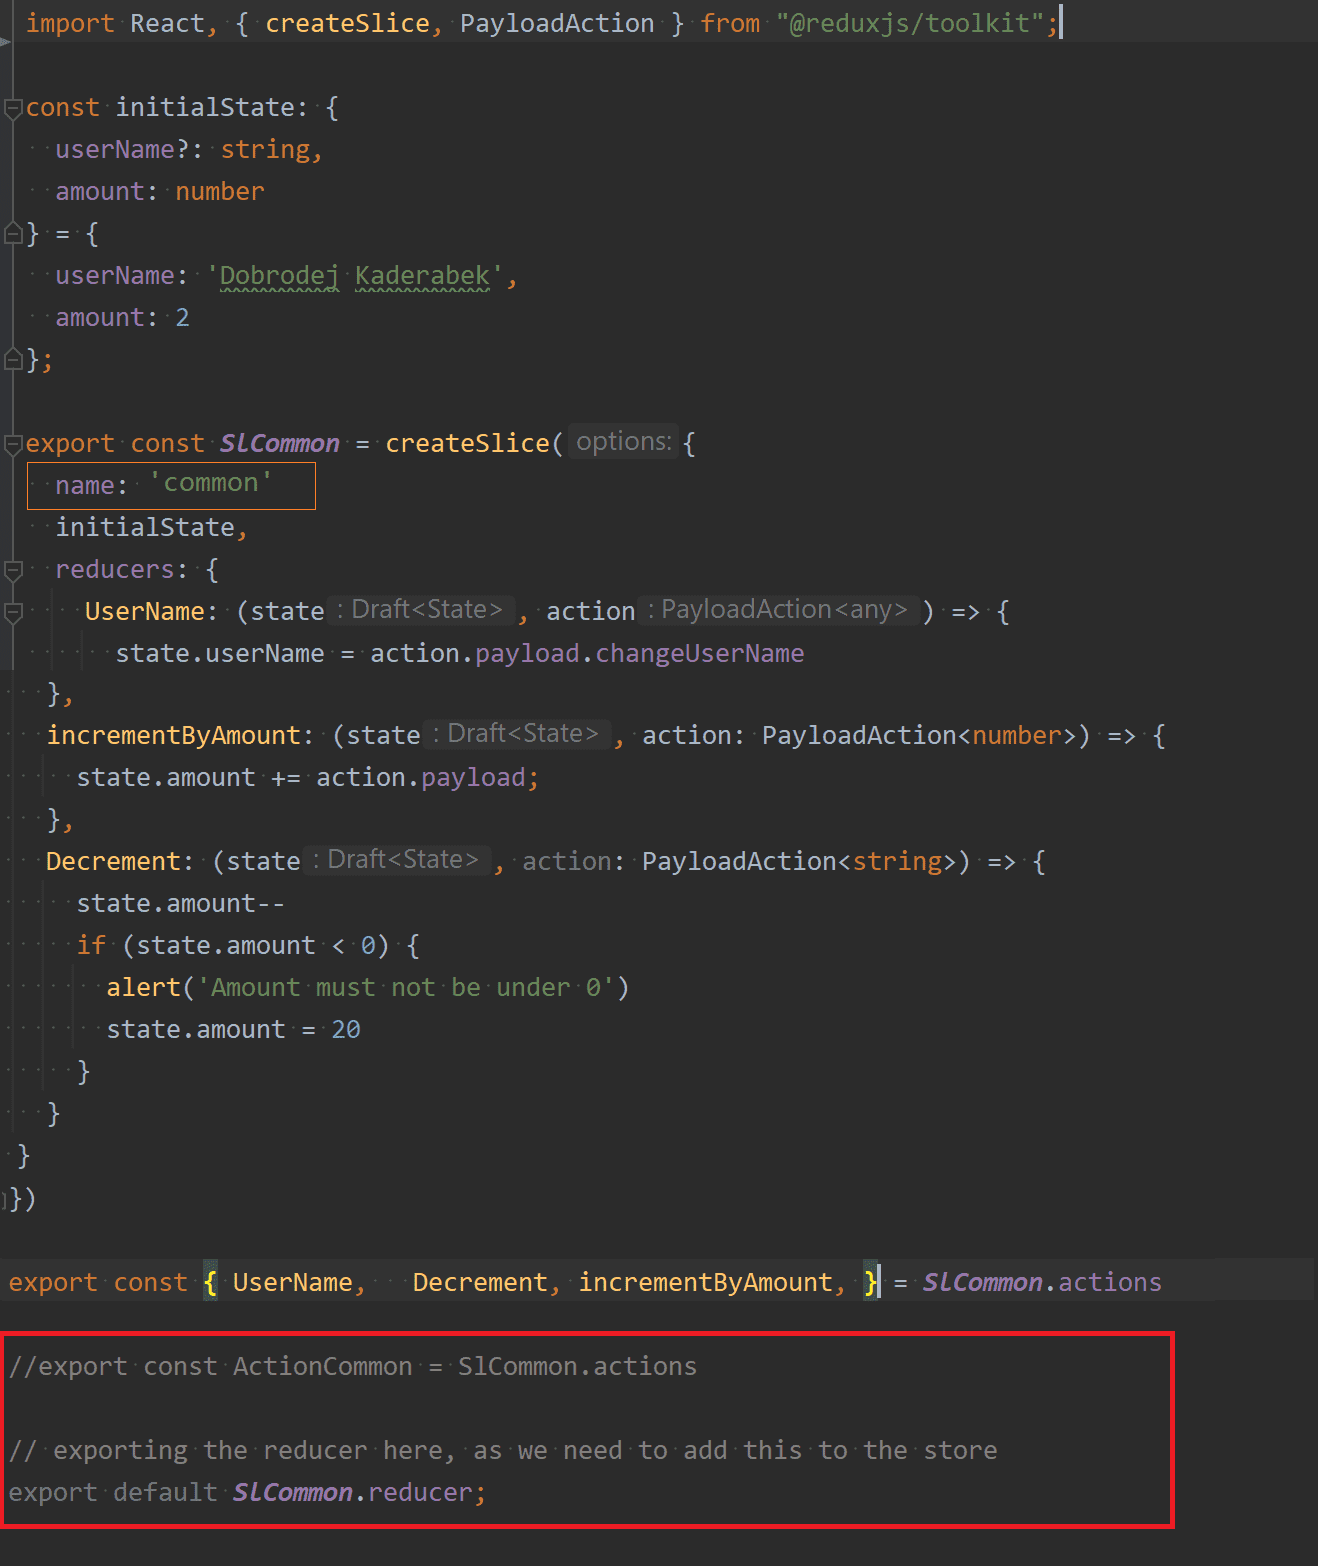 import React, { createSlice, PayloadAction } from "@reduxjs/toolkit";
const initialState: {
userName?: string,
amount: number
} = {
userName: 'Dobrodej Kaderabek',
amount: 2
};
export const SlCommon = createSlice( options: {
name: 'common'
initialState,
reducers: {
UserName: (state : Draft<State> , action : PayloadAction<any> ) => {
state.userName = action.payload.changeUserName
},
incrementByAmount: (state : Draft<State> , action: PayloadAction<number>) => {
state.amount += action.payload;
},
Decrement: (state : Draft<State> , action: PayloadAction<string>) => {
state.amount--
if (state.amount < 0) {
alert('Amount must not be under 0')
state.amount = 20
}
}
}
})
export const { UserName, Decrement, incrementByAmount, } = SlCommon.actions
//export const ActionCommon = SlCommon.actions
// exporting the reducer here, as we need to add this to the store
export default SlCommon.reducer;